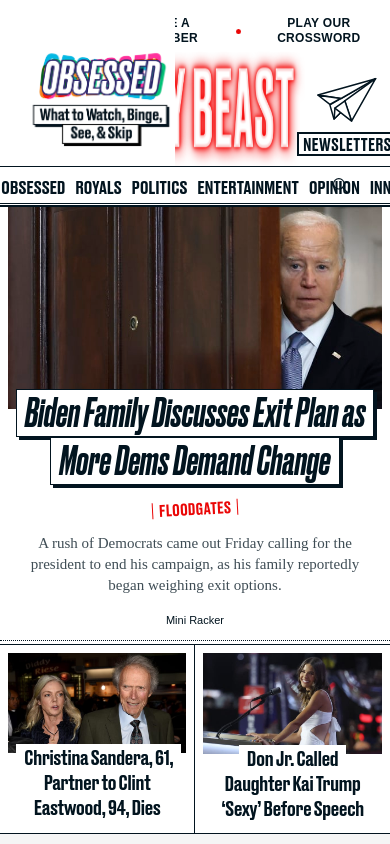 E A
BER
PLAY OUR
CROSSWORD
OBSESSED
What to Watch, Binge,
See, & Skip
Y BEAST
NEWSLETTERS
OBSESSED ROYALS POLITICS ENTERTAINMENT OPINION INN
Biden Family Discusses Exit Plan as
More Dems Demand Change
FLOODGATES
A rush of Democrats came out Friday calling for the
president to end his campaign, as his family reportedly
began weighing exit options.
Mini Racker
Christina Sandera, 61,
Partner to Clint
Eastwood, 94, Dies
Don Jr. Called
Daughter Kai Trump
‘Sexy’ Before Speech